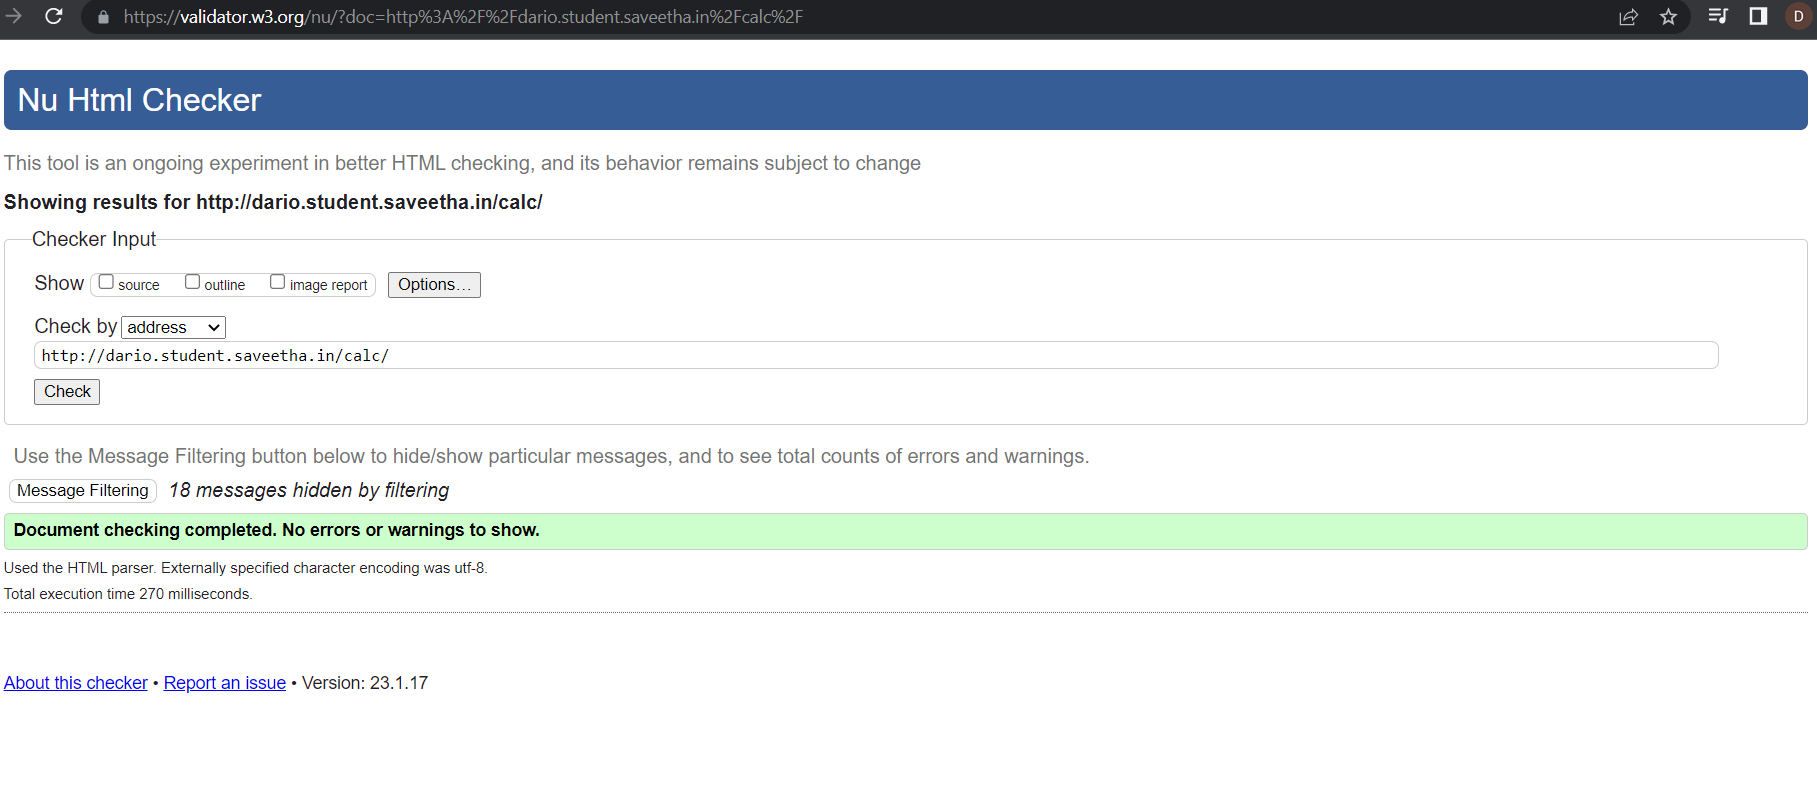 https://validator.w3.org/nu/?doc=http%3A%2F%2Fdario.student.saveetha.in%2Fcalc%2F
D
Nu Html Checker
This tool is an ongoing experiment in better HTML checking, and its behavior remains subject to change
Showing results for http://dario.student.saveetha.in/calc/
Checker Input
Show source outline image report Options...
Check by address
http://dario.student.saveetha.in/calc/
Check
Use the Message Filtering button below to hide/show particular messages, and to see total counts of errors and warnings.
Message Filtering 18 messages hidden by filtering
Document checking completed. No errors or warnings to show.
Used the HTML parser. Externally specified character encoding was utf-8.
Total execution time 270 milliseconds.
About this checker • Report an issue • Version: 23.1.17